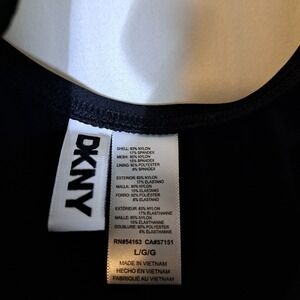 DKNY
SHELL: 83% NYLON
17% SPANDEX
MESH: 85% NYLON
15% SPANDEX
LINING: 92% POLYESTER
8% SPANDEX
EXTERIOR: 83% NYLON
17% ELASTANO
MALLA: 85% NYLON
15% ELASTANO
FORRO: 92% POLIESTER
8% ELASTANO
EXTÉRIEUR: 83% NYLON
17% ÉLASTHANNE
MAILLE: 85% NYLON
15% ÉLASTHANNE
DOUBLURE: 92% POLYESTER
8% ÉLASTHANNE
RN#54163 CA#57151
L/G/G
MADE IN VIETNAM
HECHO EN VIETNAM
FABRIQUÉ AU VIETNAM